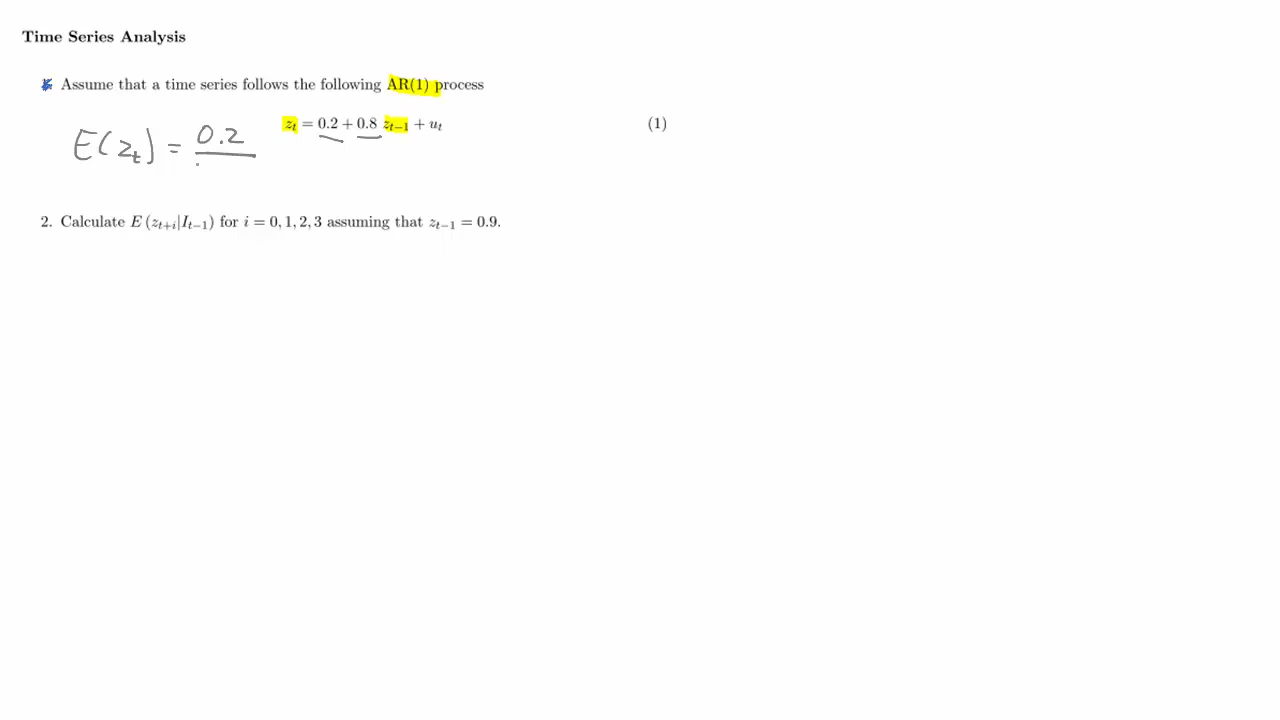 Time Series Analysis
Assume that a time series follows the following AR(1) process
z_t = 0.2 + 0.8 z_{t−1} + u_t (1)
E(z_t) = 0.2
2. Calculate E (z_{t+i}|I_{t−1}) for i = 0, 1, 2, 3 assuming that z_{t−1} = 0.9.